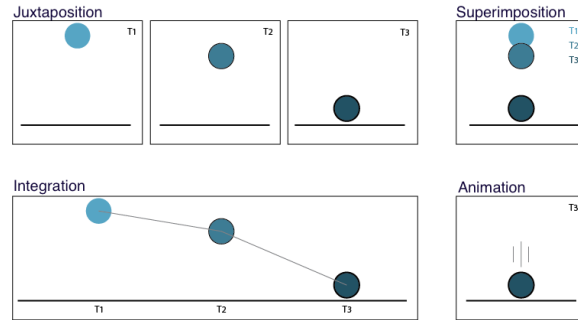 Juxtaposition
T1
T2
T3
Superimposition
T1
T2
T3
Integration
T1
T2
T3
Animation
T3